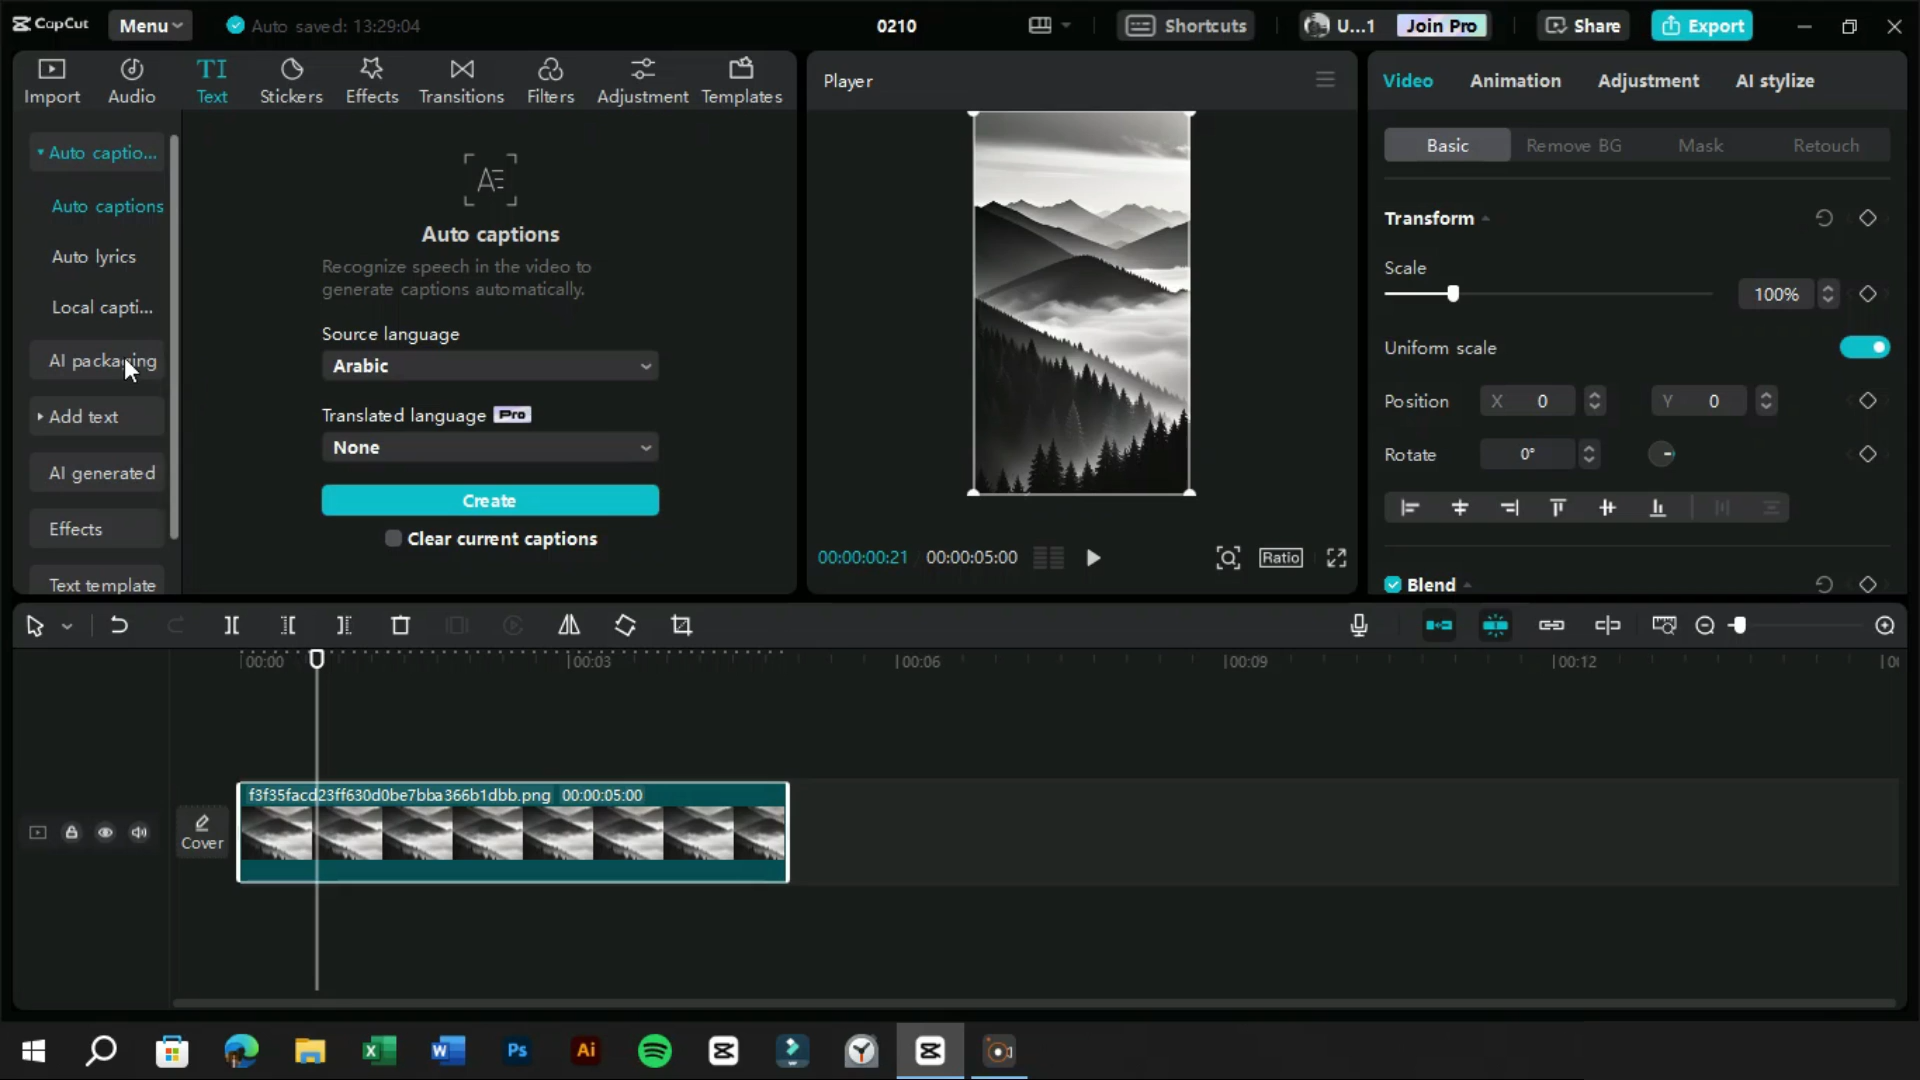 CapCut
Menu
Auto saved: 13:29:04
0210
Shortcuts
U...1
Join Pro
Share
Export
Import
Audio
TI
Text
Stickers
Effects
Transitions
Filters
Adjustment
Templates
Auto captio...
Auto captions
Auto lyrics
Local capti...
AI packaging
Add text
AI generated
Effects
Text template
Auto captions
Recognize speech in the video to
generate captions automatically.
Source language
Arabic
Translated language Pro
None
Create
Clear current captions
Player
00:00:00:21 00:00:05:00
Ratio
Video
Animation
Adjustment
AI stylize
Basic
Remove BG
Mask
Retouch
Transform
Scale
100%
Uniform scale
Position
X 0
Y 0
Rotate
0°
Blend
00:00
00:03
00:06
00:09
00:12
Cover
f3f35facd23ff630d0be7bba366b1dbb.png 00:00:05:00
X
W
Ps
Ai